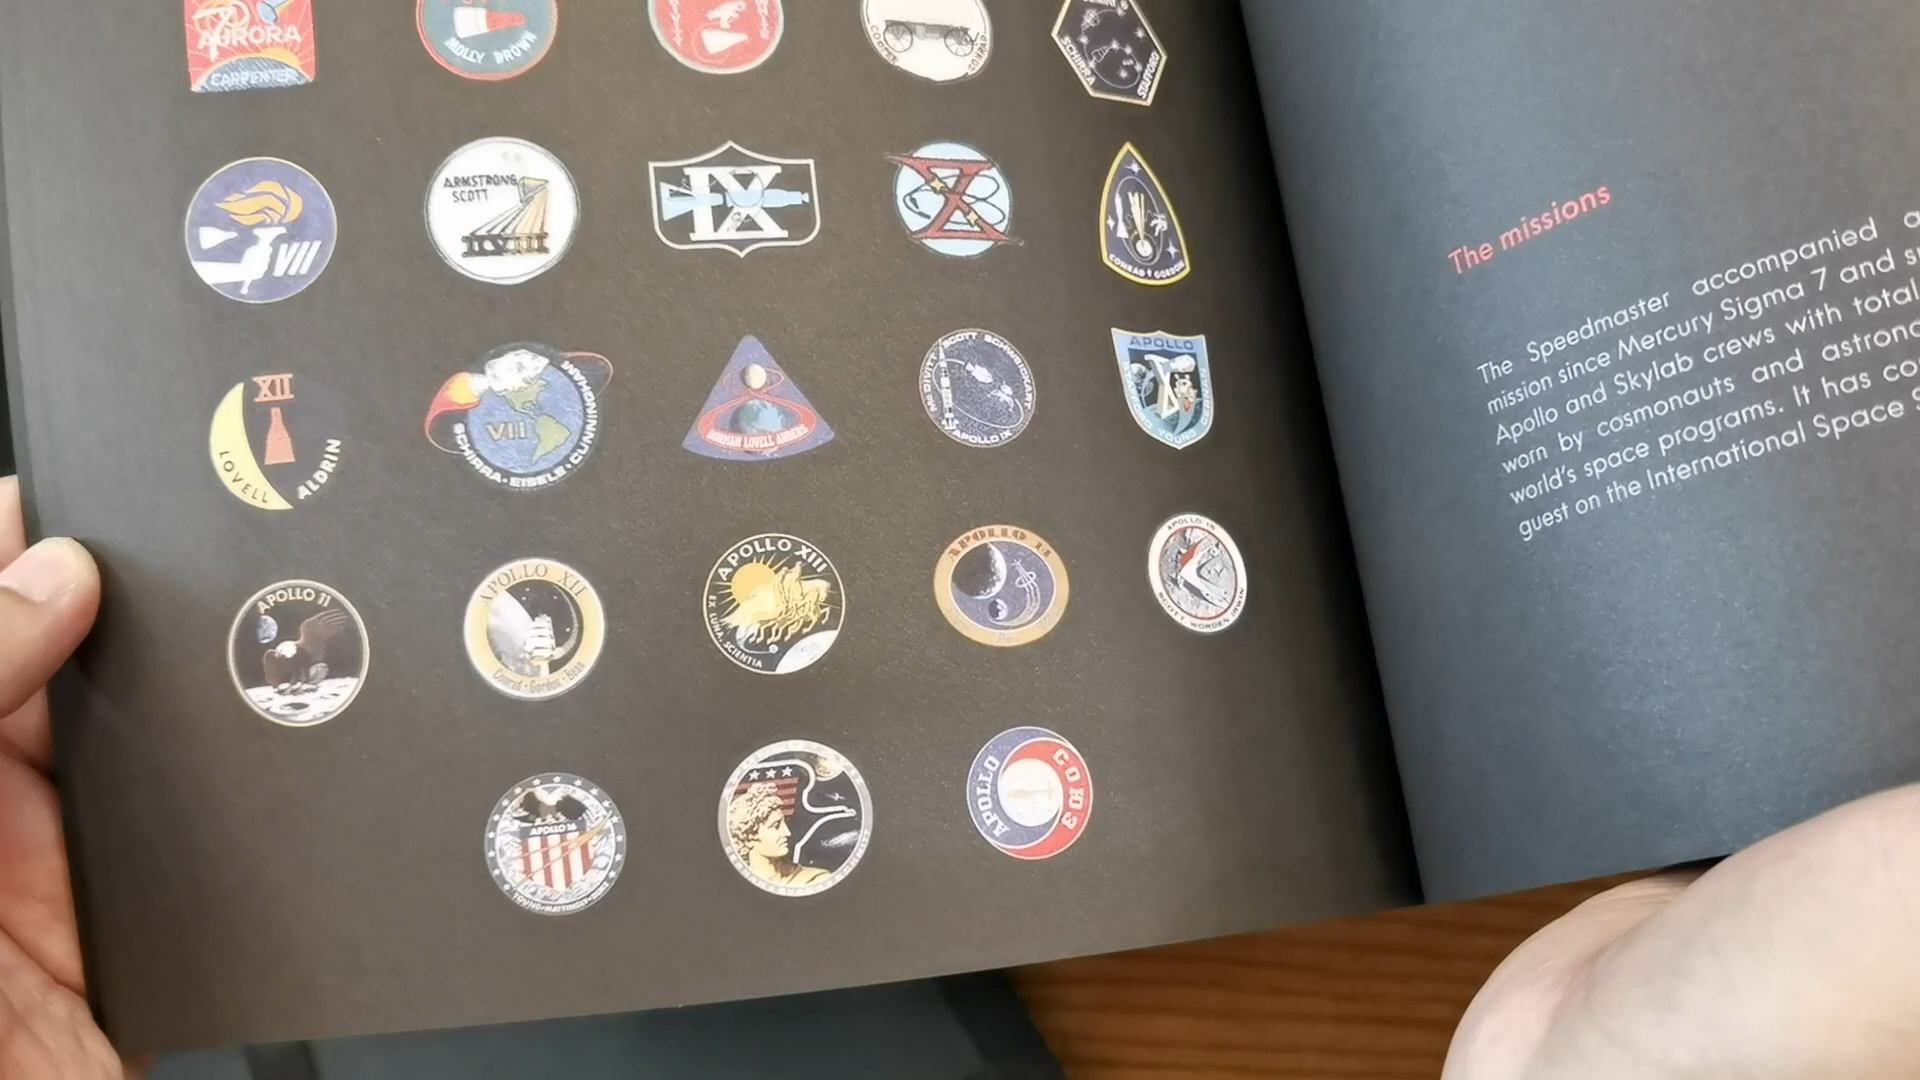 7
AURORA
CARPENTER
MOLLY BROWN
COOPER
CONRAD
SCHIRRA
STAFFORD
VII
ARMSTRONG
SCOTT
VIII
IX
X
CONRAD GORDON
XII
LOVELL
ALDRIN
VII
SCHIRRA • EISELE • CUNNINGHAM
BORMAN LOVELL ANDERS
McDIVITT SCOTT SCHWEICKART
APOLLO IX
APOLLO
X
YOUNG
APOLLO 11
APOLLO XII
Conrad • Gordon • Bean
APOLLO XIII
EX LUNA, SCIENTIA
APOLLO 14
APOLLO 15
SCOTT WORDEN IRWIN
APOLLO 16
YOUNG • MATTINGLY
APOLLO
СОЮЗ
The missions
The Speedmaster accompanied
mission since Mercury Sigma 7 and
Apollo and Skylab crews with total
worn by cosmonauts and
world's space programs. It has
guest on the International Space